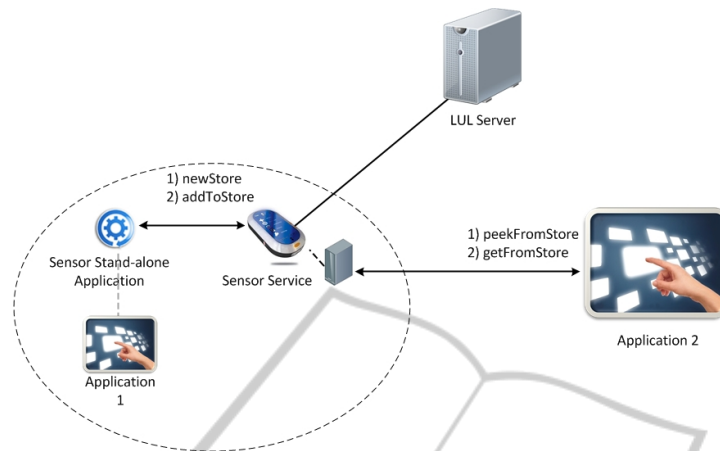 LUL Server
1) newStore
2) addToStore
Sensor Stand-alone
Application
Sensor Service
1) peekFromStore
2) getFromStore
Application 2
Application
1